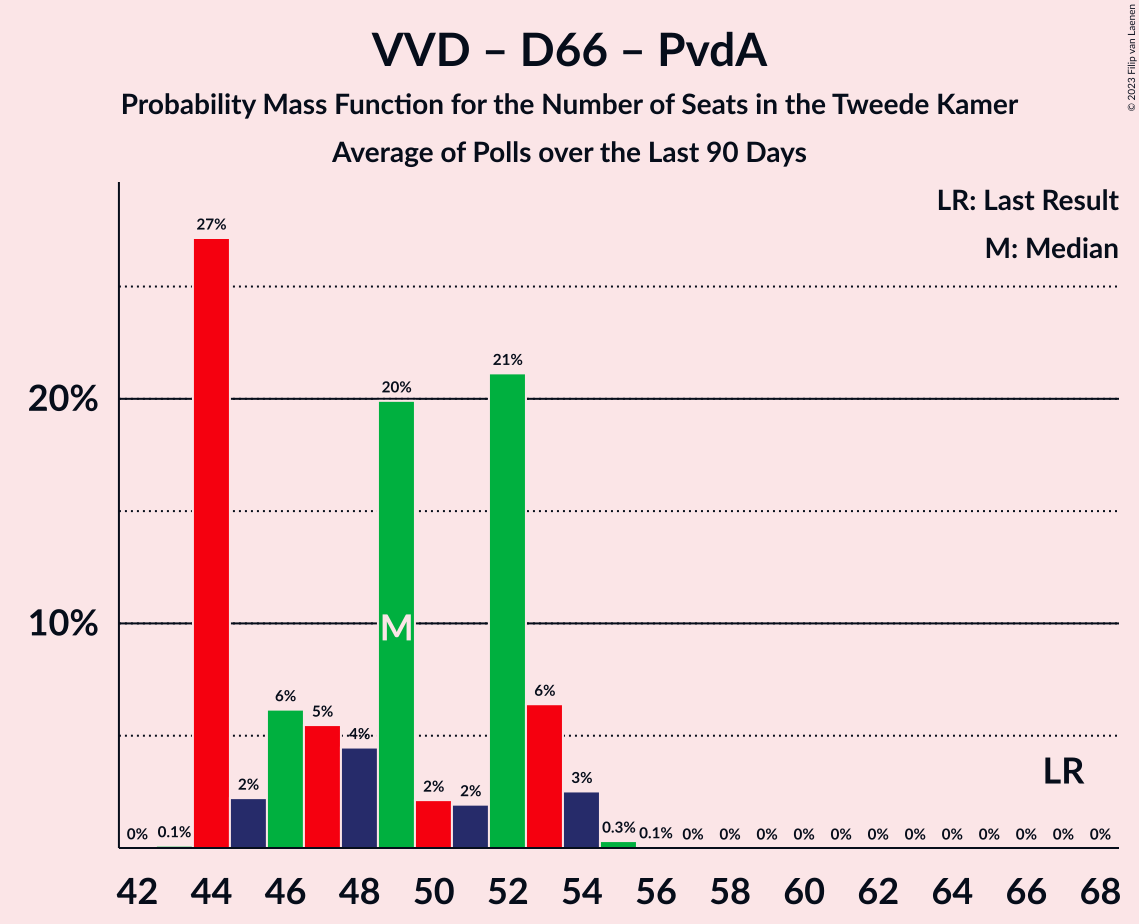 VVD – D66 – PvdA
Probability Mass Function for the Number of Seats in the Tweede Kamer
Average of Polls over the Last 90 Days
© 2023 Filip van Laenen
LR: Last Result
M: Median
27%
21%
20%
20%
10%
M
6%
6%
5%
4%
LR
3%
2%
2%
2%
0% 0.1% 0.3% 0.1% 0% 0% 0% 0% 0% 0% 0% 0% 0% 0% 0% 0%
42 44 46 48 50 52 54 56 58 60 62 64 66 68